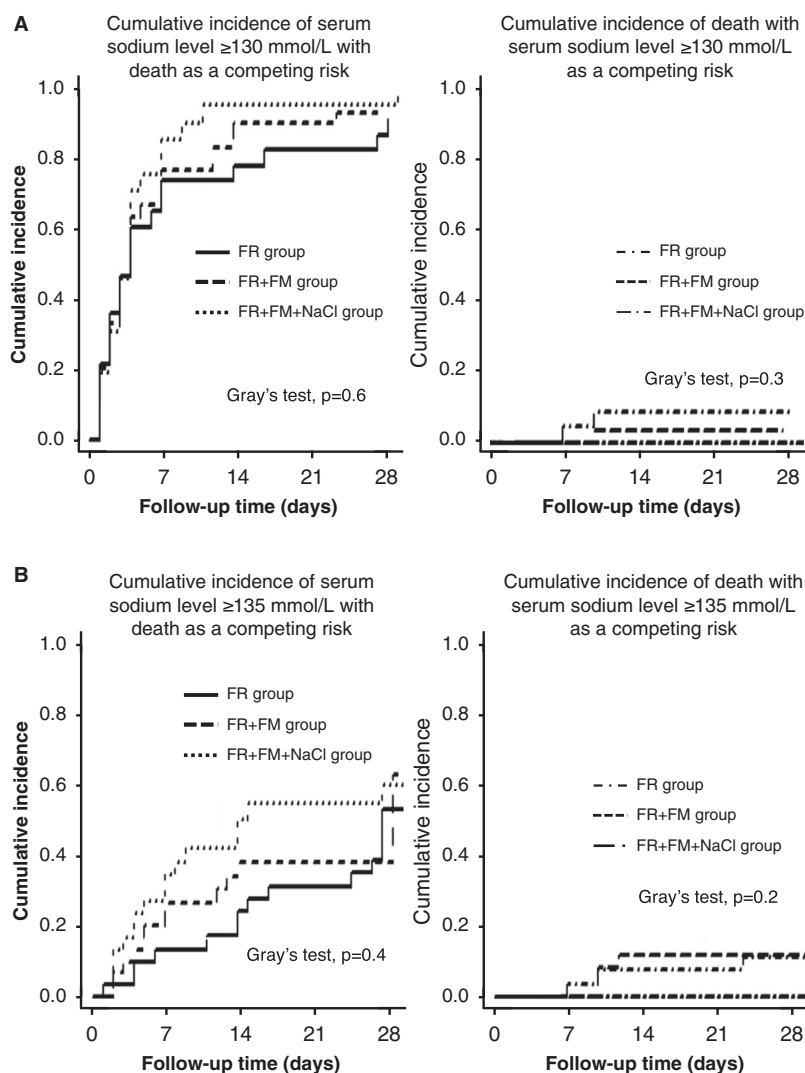 A
Cumulative incidence of serum
sodium level ≥130 mmol/L with
death as a competing risk
1.0
0.8
0.6
0.4
0.2
0.0
Cumulative incidence
FR group
FR+FM group
FR+FM+NaCl group
Gray's test, p=0.6
0 7 14 21 28
Follow-up time (days)
Cumulative incidence of death with
serum sodium level ≥130 mmol/L
as a competing risk
1.0
0.8
0.6
0.4
0.2
0.0
Cumulative incidence
FR group
FR+FM group
FR+FM+NaCl group
Gray's test, p=0.3
0 7 14 21 28
Follow-up time (days)
B
Cumulative incidence of serum
sodium level ≥135 mmol/L with
death as a competing risk
1.0
0.8
0.6
0.4
0.2
0.0
Cumulative incidence
FR group
FR+FM group
FR+FM+NaCl group
Gray's test, p=0.4
0 7 14 21 28
Follow-up time (days)
Cumulative incidence of death with
serum sodium level ≥135 mmol/L
as a competing risk
1.0
0.8
0.6
0.4
0.2
0.0
Cumulative incidence
FR group
FR+FM group
FR+FM+NaCl group
Gray's test, p=0.2
0 7 14 21 28
Follow-up time (days)